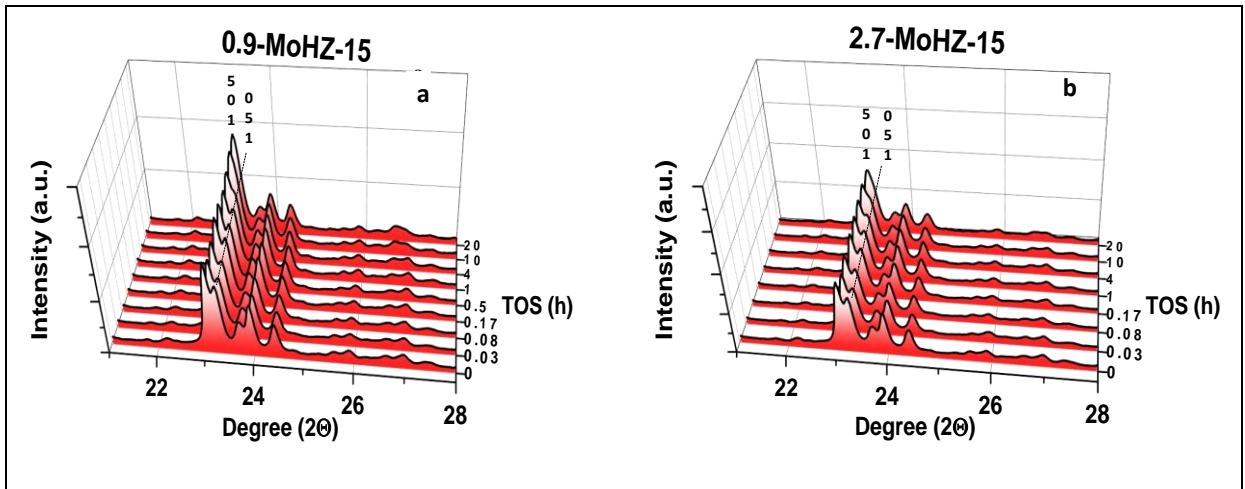 0.9-MoHZ-15
a
5 0 1
0 5 1
Intensity (a.u.)
20
10
4
1
0.5
0.17
0.08
0.03
0
TOS (h)
22
24
26
28
Degree (2Θ)
2.7-MoHZ-15
b
5 0 1
0 5 1
Intensity (a.u.)
20
10
4
1
0.17
0.08
0.03
0
TOS (h)
22
24
26
28
Degree (2Θ)